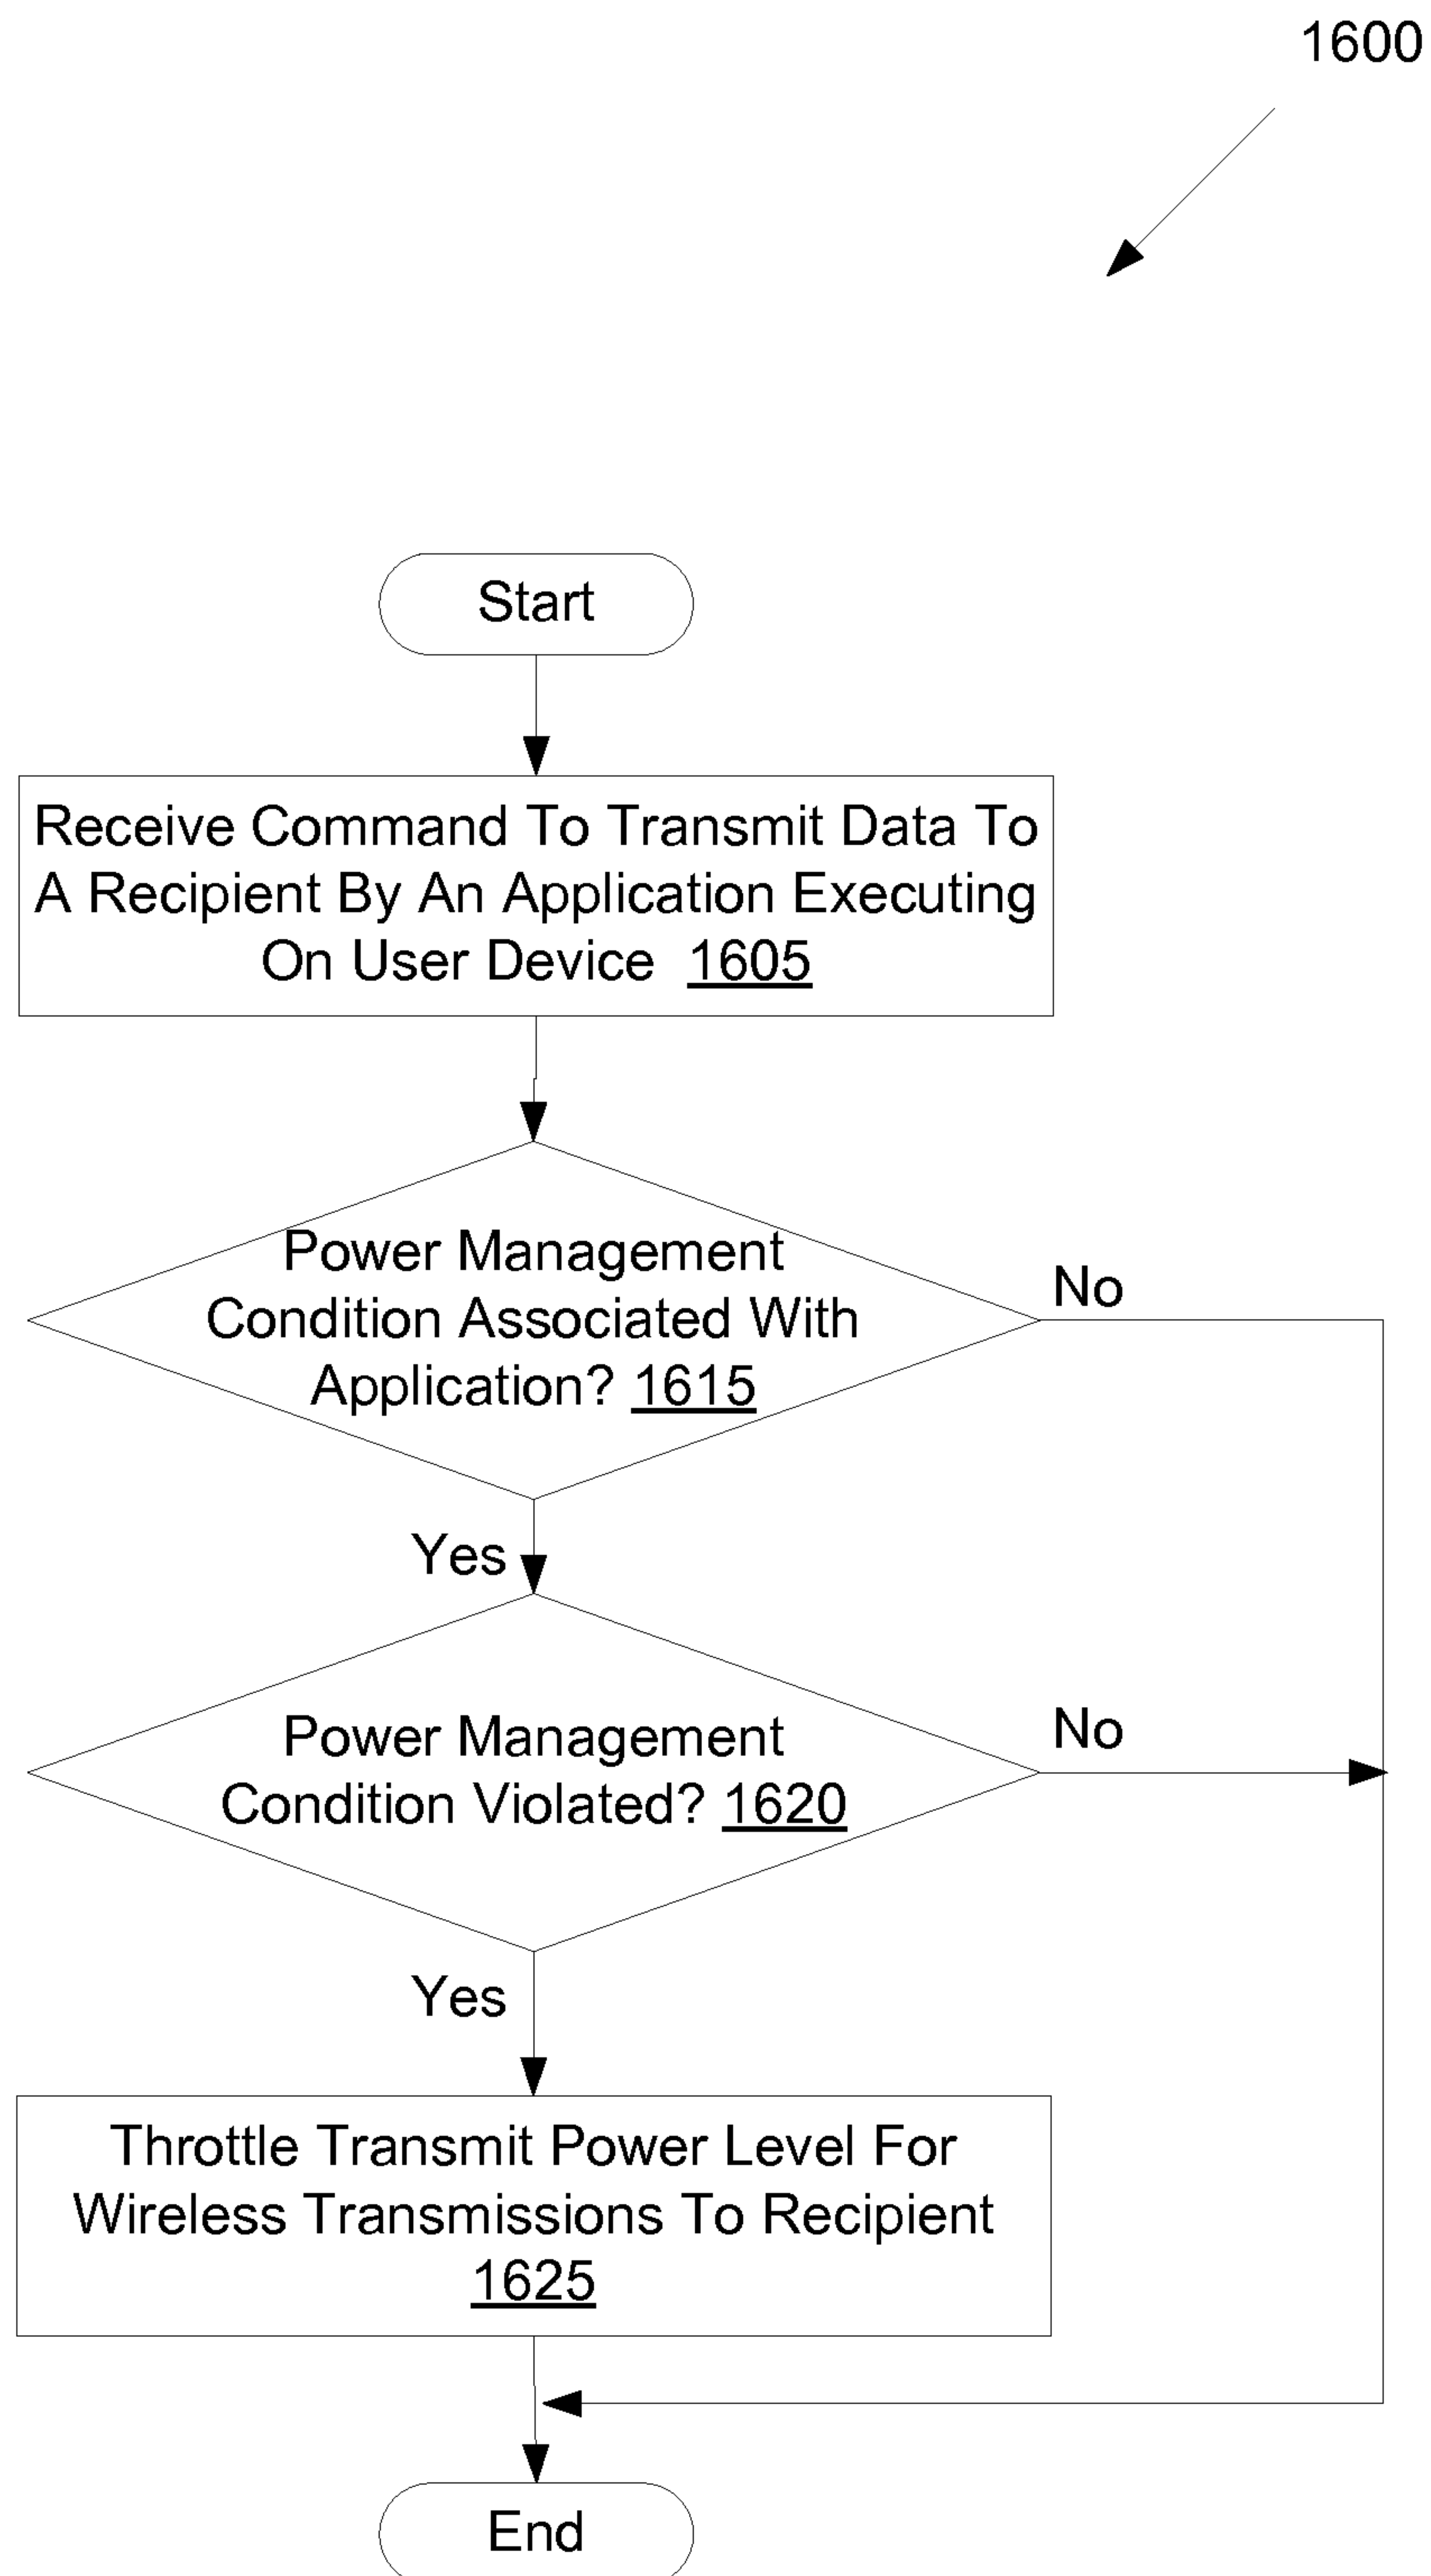 1600
Start
Receive Command To Transmit Data To
A Recipient By An Application Executing
On User Device 1605
Power Management
Condition Associated With
Application? 1615
No
Yes
Power Management
Condition Violated? 1620
No
Yes
Throttle Transmit Power Level For
Wireless Transmissions To Recipient
1625
End